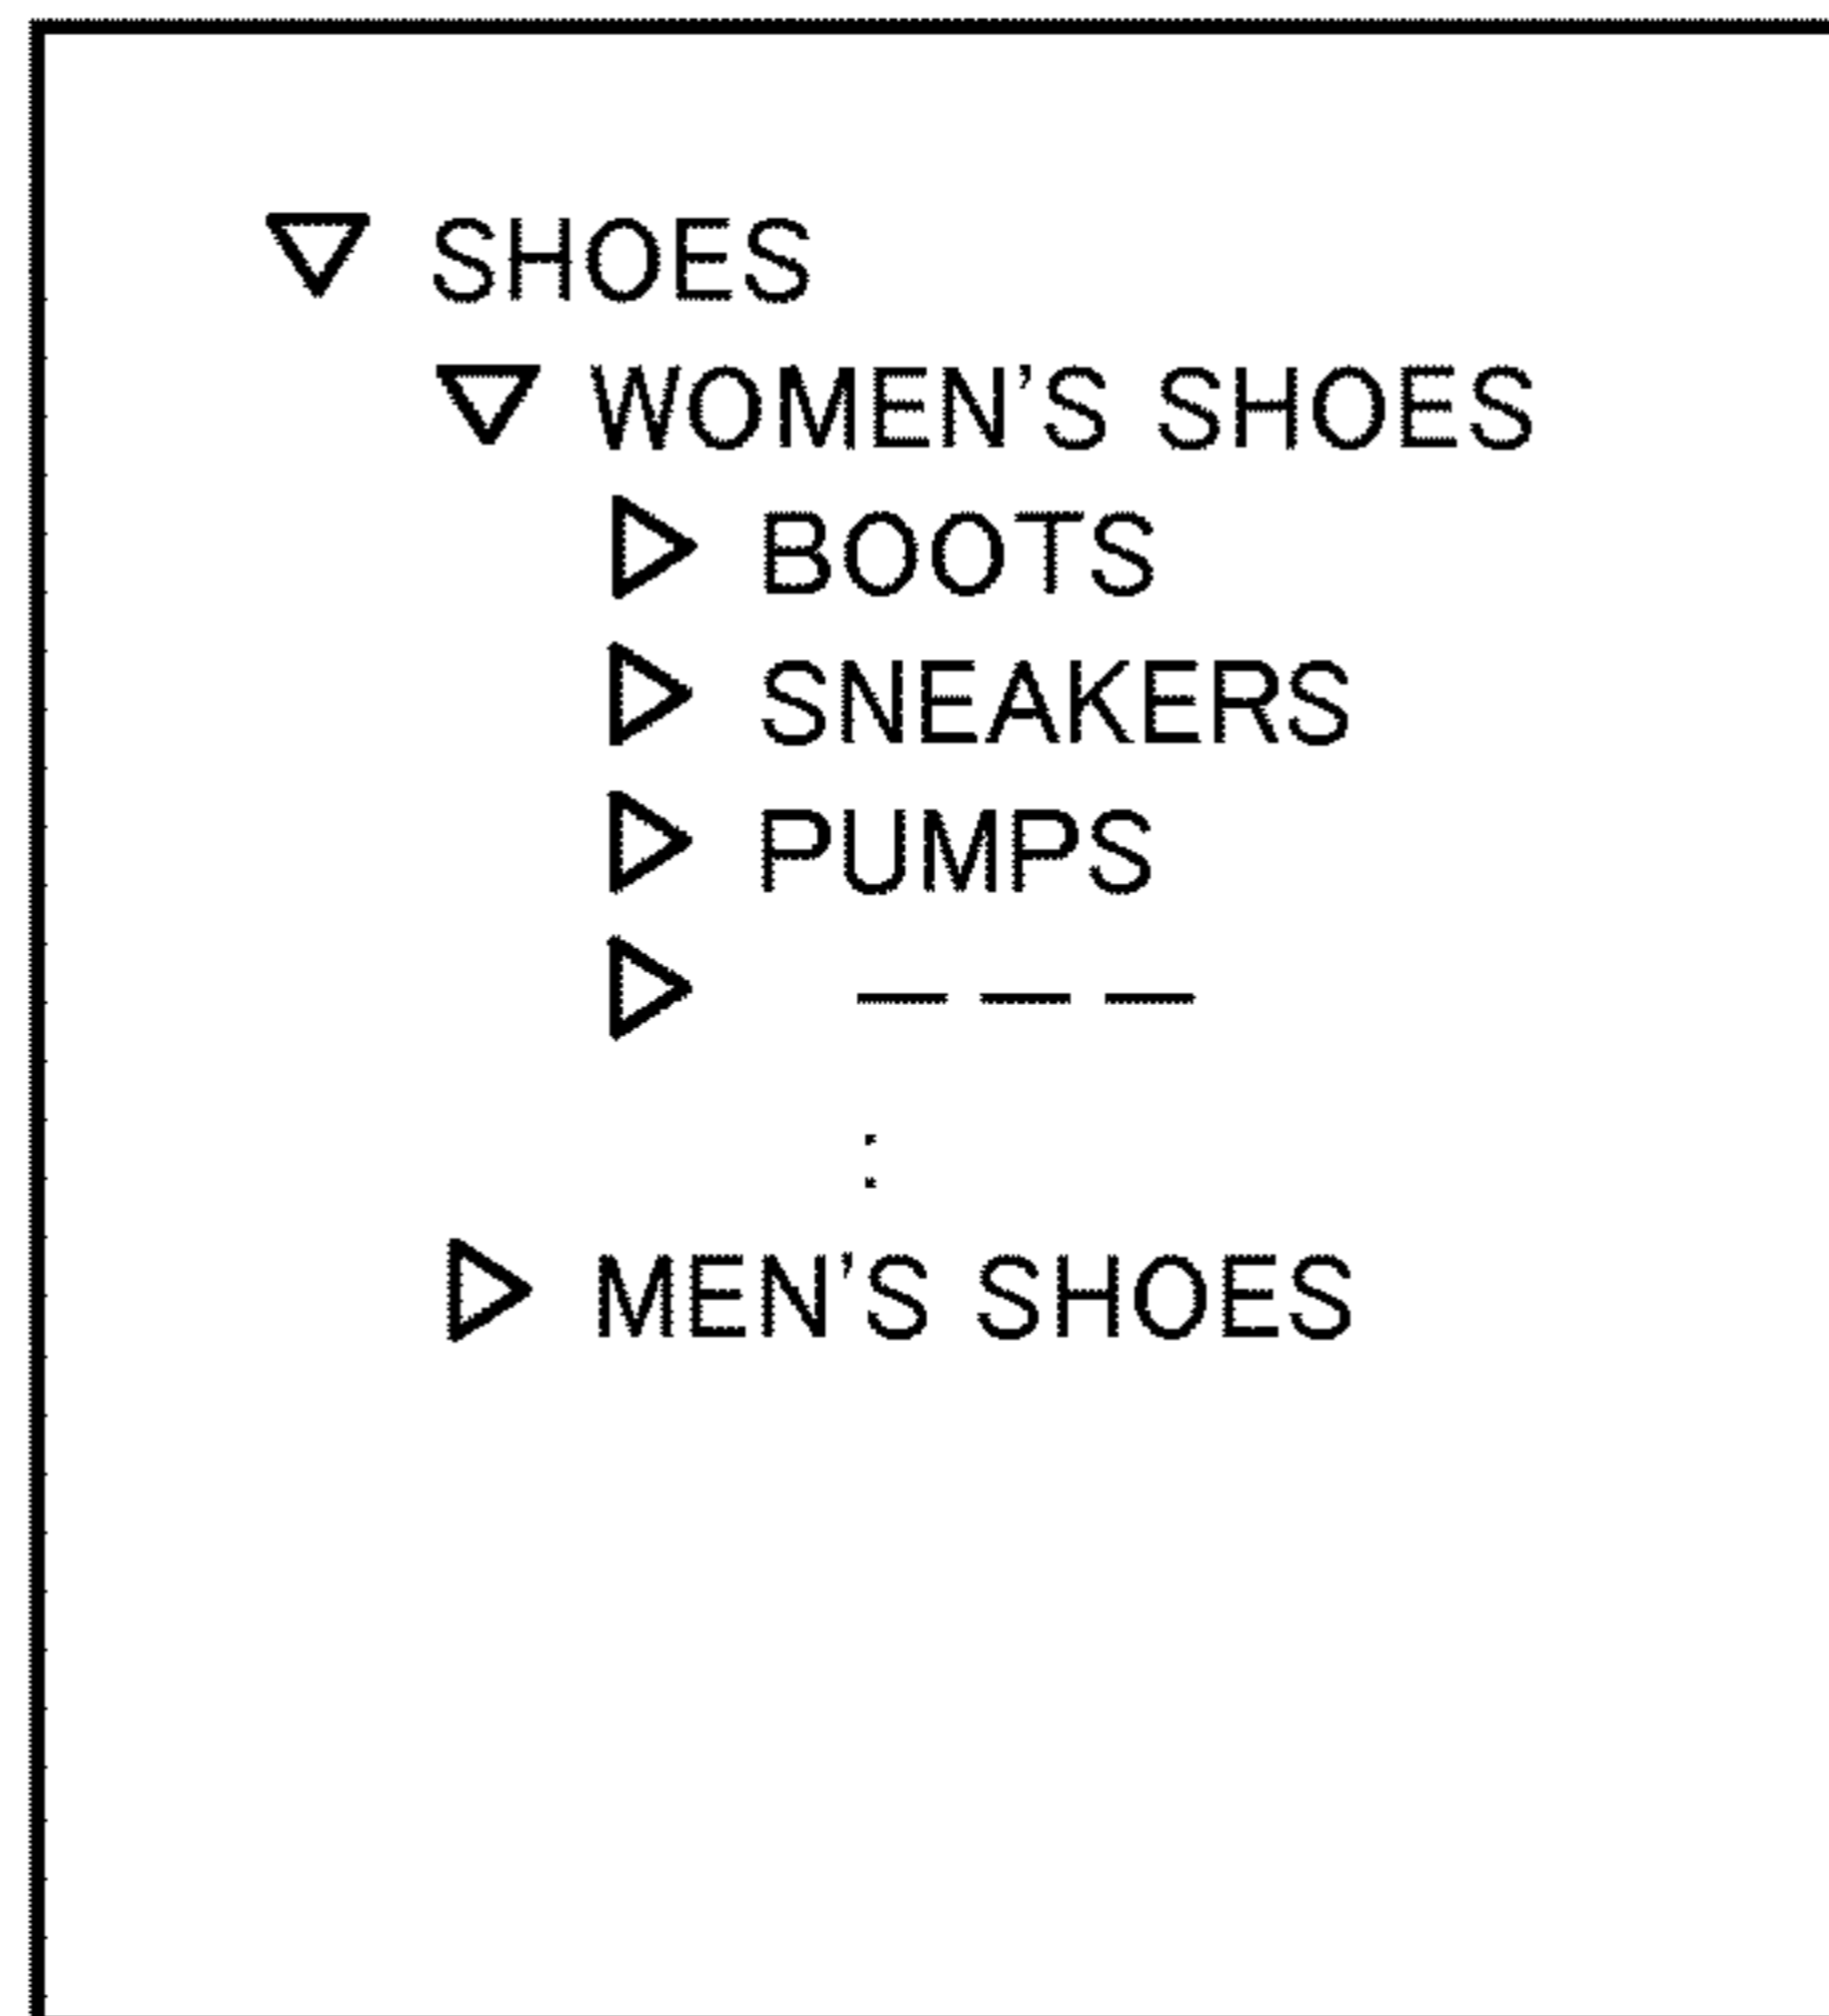 ▽ SHOES
▽ WOMEN'S SHOES
▷ BOOTS
▷ SNEAKERS
▷ PUMPS
▷ — — —
:
▷ MEN'S SHOES